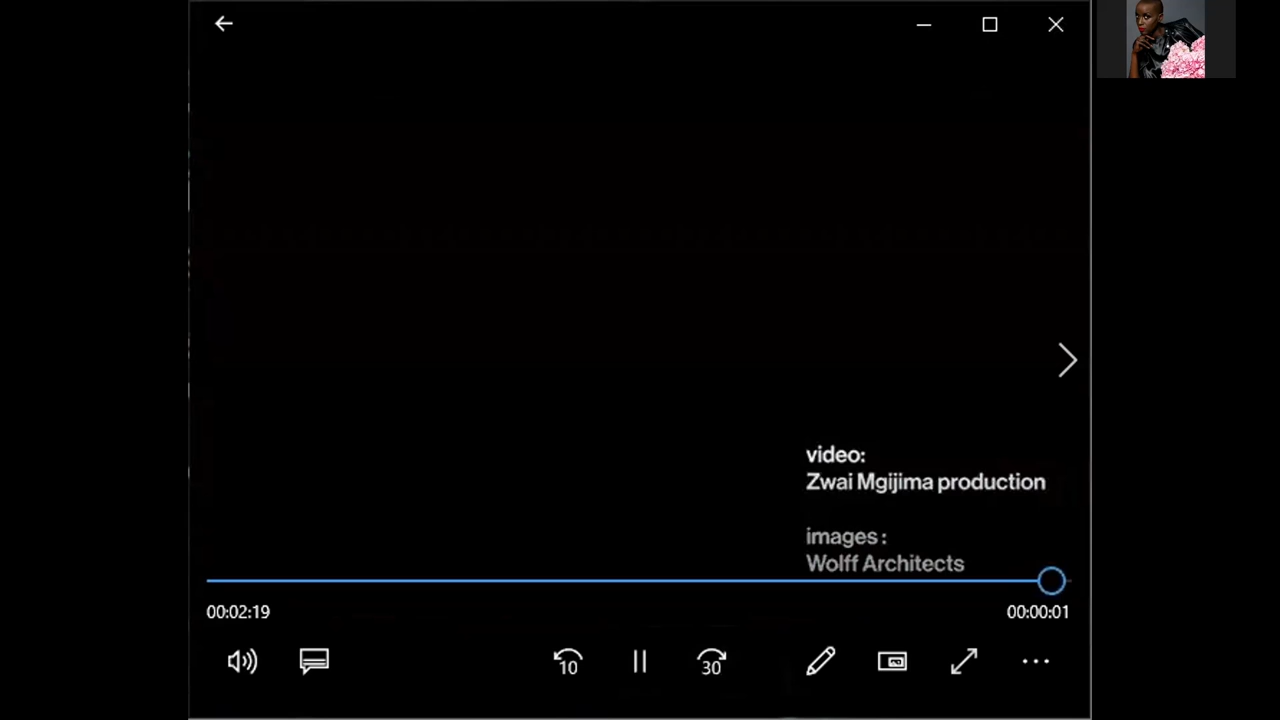 video:
Zwai Mgijima production
images :
Wolff Architects
00:02:19
00:00:01
10
30